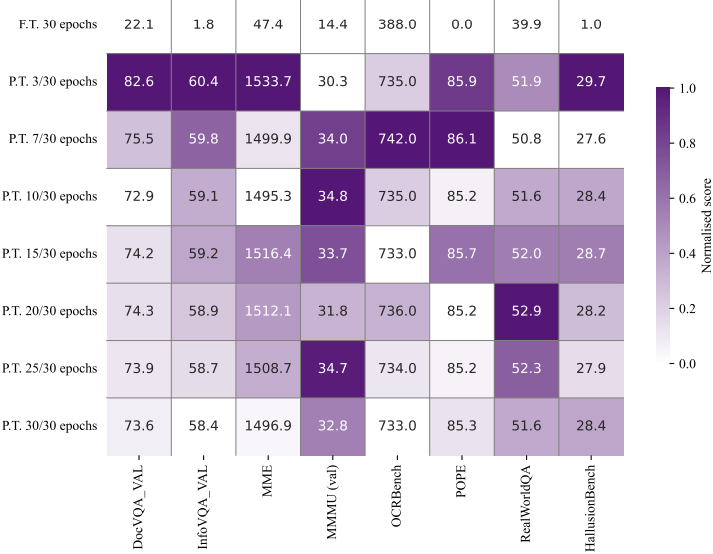 F.T. 30 epochs 22.1 1.8 47.4 14.4 388.0 0.0 39.9 1.0
P.T. 3/30 epochs 82.6 60.4 1533.7 30.3 735.0 85.9 51.9 29.7
P.T. 7/30 epochs 75.5 59.8 1499.9 34.0 742.0 86.1 50.8 27.6
P.T. 10/30 epochs 72.9 59.1 1495.3 34.8 735.0 85.2 51.6 28.4
P.T. 15/30 epochs 74.2 59.2 1516.4 33.7 733.0 85.7 52.0 28.7
P.T. 20/30 epochs 74.3 58.9 1512.1 31.8 736.0 85.2 52.9 28.2
P.T. 25/30 epochs 73.9 58.7 1508.7 34.7 734.0 85.2 52.3 27.9
P.T. 30/30 epochs 73.6 58.4 1496.9 32.8 733.0 85.3 51.6 28.4
DocVQA_VAL
InfoVQA_VAL
MME
MMMU (val)
OCRBench
POPE
RealWorldQA
HallusionBench
1.0
0.8
0.6
0.4
0.2
0.0
Normalised score